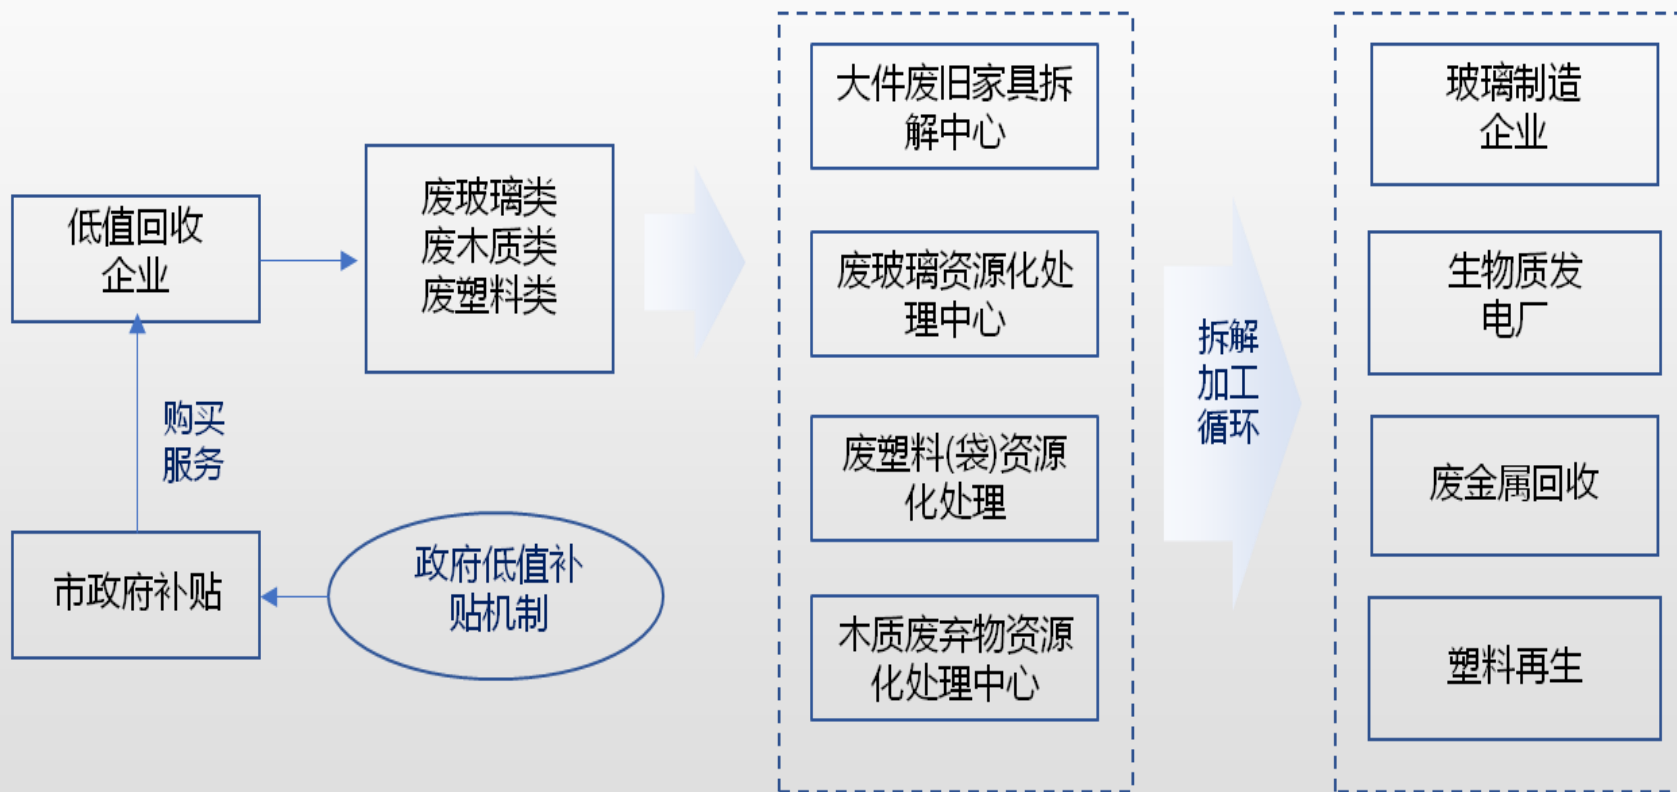 低值回收
企业
购买
服务
市政府补贴
政府低值补
贴机制
废玻璃类
废木质类
废塑料类
大件废旧家具拆
解中心
废玻璃资源化处
理中心
废塑料(袋)资源
化处理
木质废弃物资源
化处理中心
拆解
加工
循环
玻璃制造
企业
生物质发
电厂
废金属回收
塑料再生